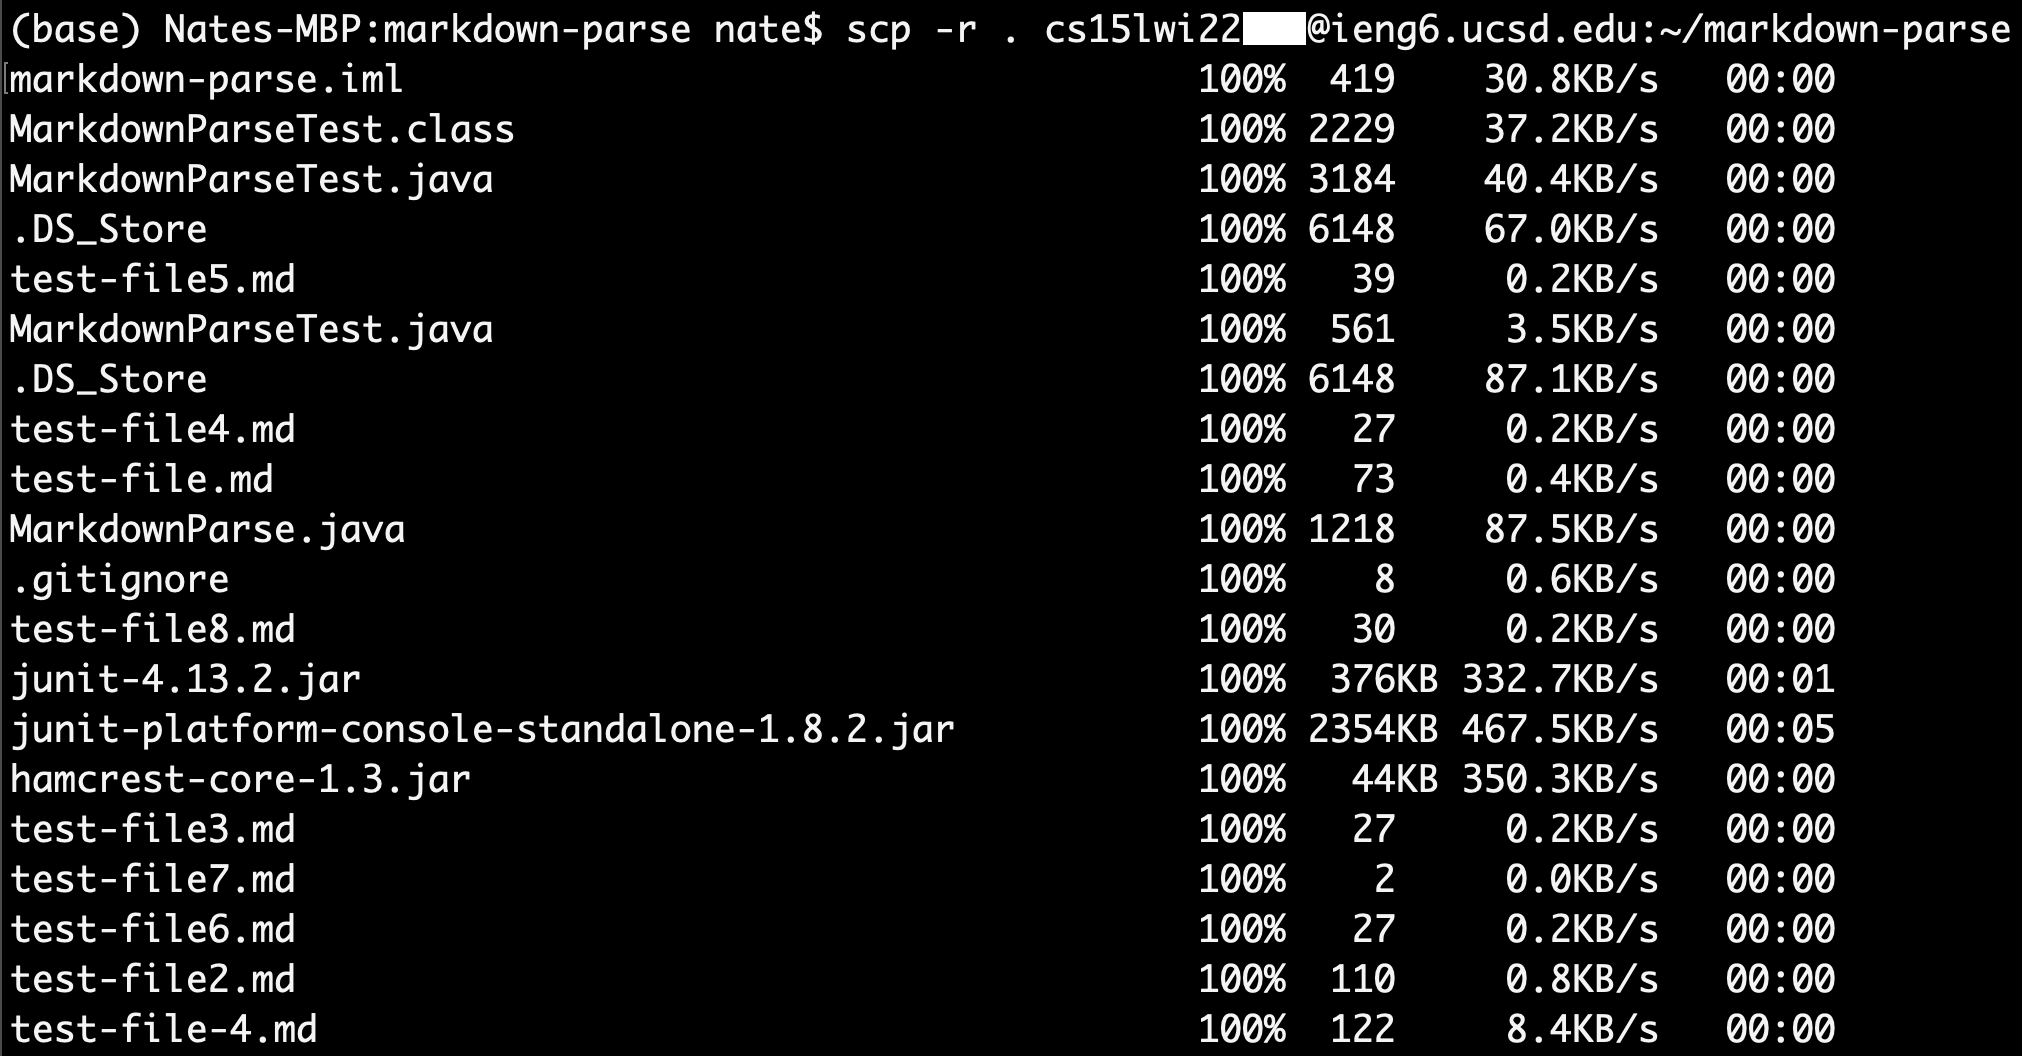 (base) Nates-MBP:markdown-parse nate$ scp -r . cs15lwi22@ieng6.ucsd.edu:~/markdown-parse
markdown-parse.iml 100% 419 30.8KB/s 00:00
MarkdownParseTest.class 100% 2229 37.2KB/s 00:00
MarkdownParseTest.java 100% 3184 40.4KB/s 00:00
.DS_Store 100% 6148 67.0KB/s 00:00
test-file5.md 100% 39 0.2KB/s 00:00
MarkdownParseTest.java 100% 561 3.5KB/s 00:00
.DS_Store 100% 6148 87.1KB/s 00:00
test-file4.md 100% 27 0.2KB/s 00:00
test-file.md 100% 73 0.4KB/s 00:00
MarkdownParse.java 100% 1218 87.5KB/s 00:00
.gitignore 100% 8 0.6KB/s 00:00
test-file8.md 100% 30 0.2KB/s 00:00
junit-4.13.2.jar 100% 376KB 332.7KB/s 00:01
junit-platform-console-standalone-1.8.2.jar 100% 2354KB 467.5KB/s 00:05
hamcrest-core-1.3.jar 100% 44KB 350.3KB/s 00:00
test-file3.md 100% 27 0.2KB/s 00:00
test-file7.md 100% 2 0.0KB/s 00:00
test-file6.md 100% 27 0.2KB/s 00:00
test-file2.md 100% 110 0.8KB/s 00:00
test-file-4.md 100% 122 8.4KB/s 00:00